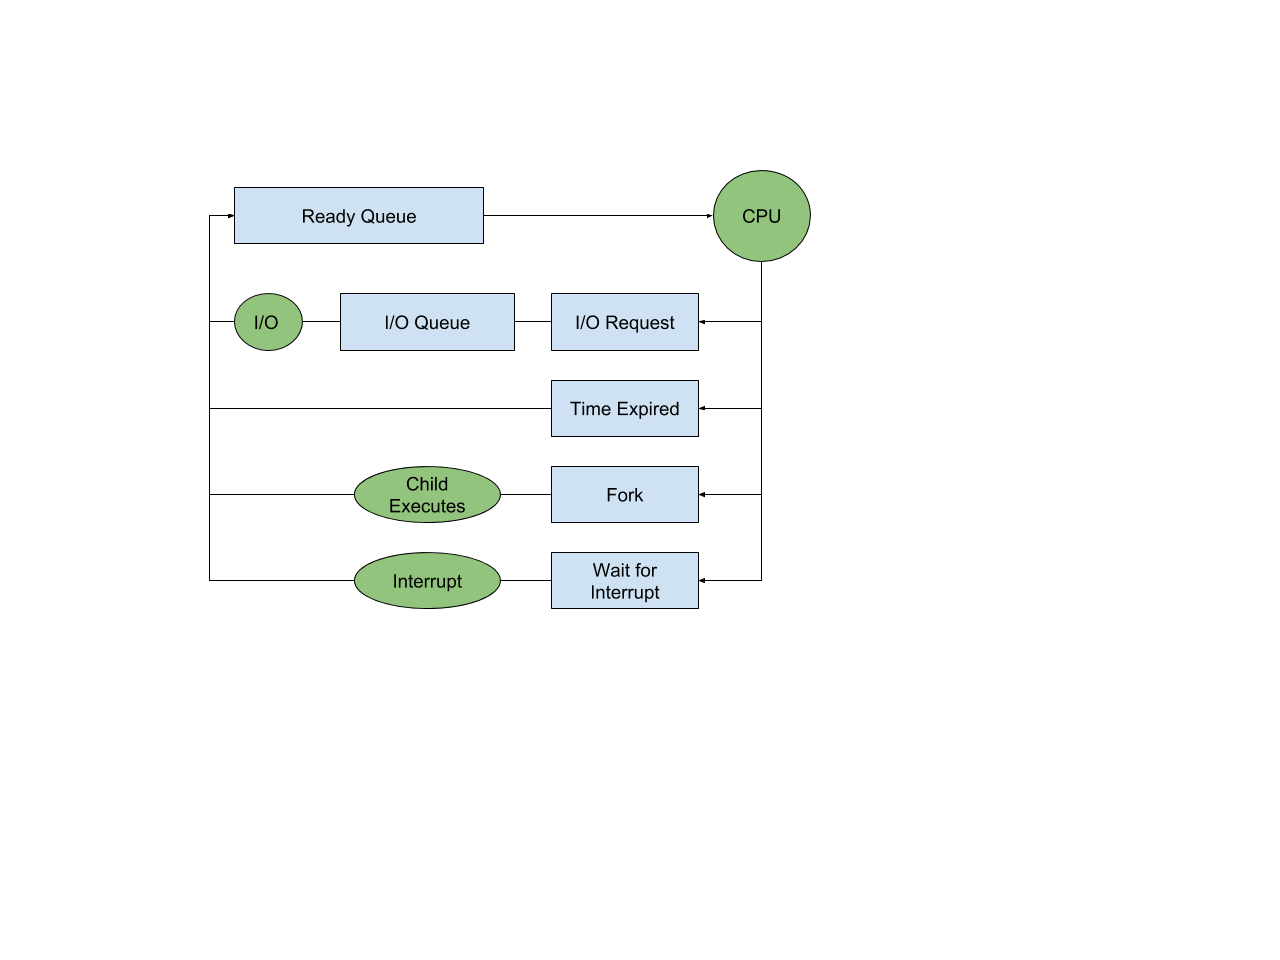 Ready Queue
CPU
I/O
I/O Queue
I/O Request
Time Expired
Child
Executes
Fork
Interrupt
Wait for
Interrupt